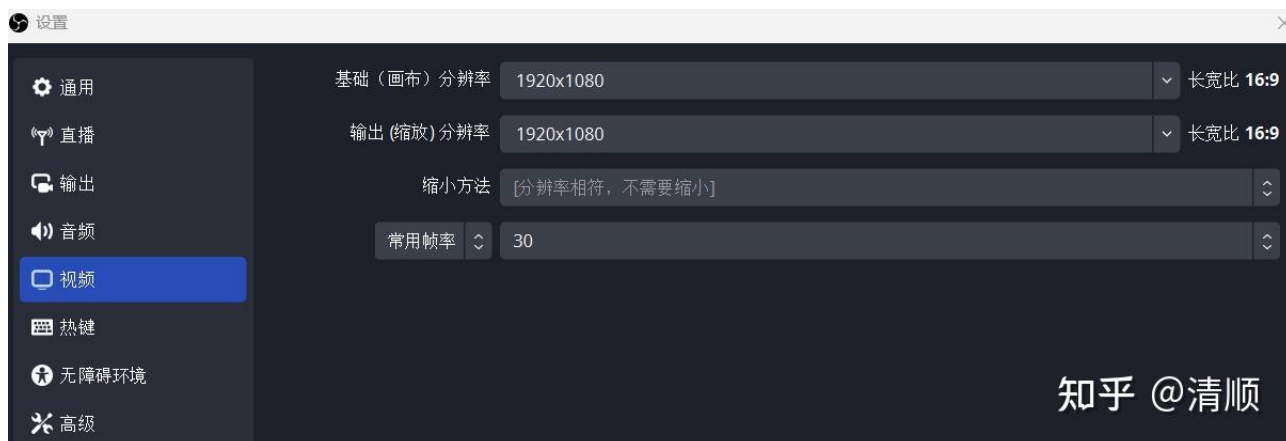 设置
通用
直播
输出
音频
视频
热键
无障碍环境
高级
基础（画布）分辨率 1920x1080 长宽比 16:9
输出 (缩放) 分辨率 1920x1080 长宽比 16:9
缩小方法 [分辨率相符，不需要缩小]
常用帧率 30
知乎 @清顺